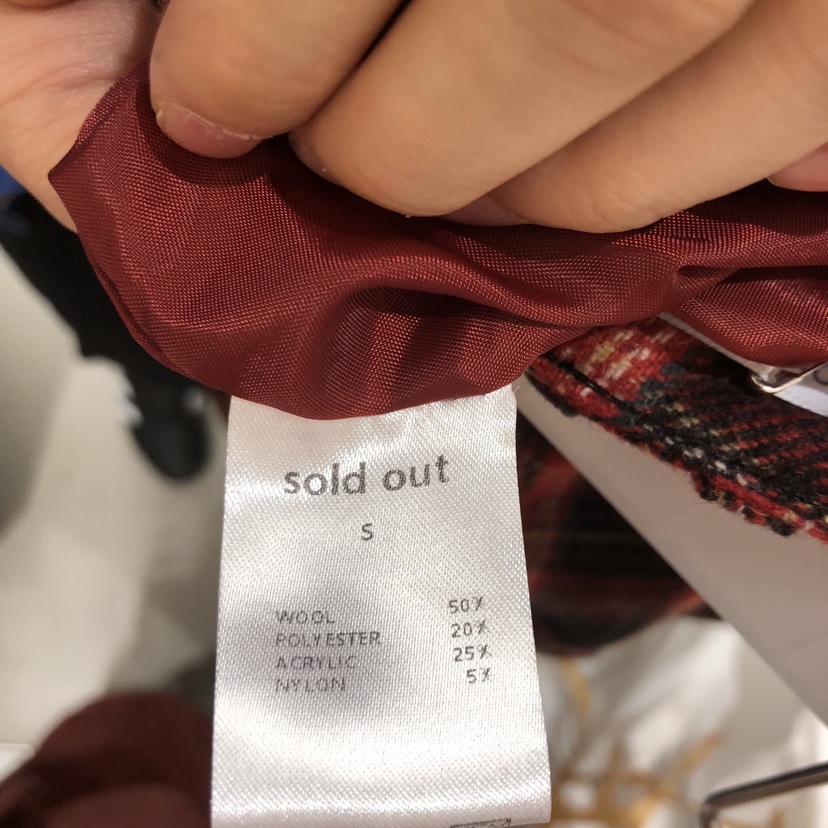 sold out
S
WOOL 50%
POLYESTER 20%
ACRYLIC 25%
NYLON 5%